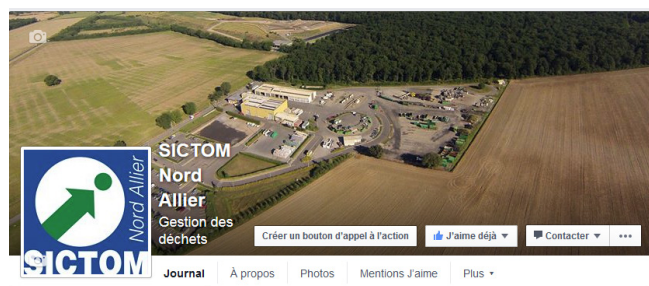 SICTOM
Nord
Allier
Gestion des
déchets
Nord Allier
SICTOM
Créer un bouton d'appel à l'action
J'aime déjà
Contacter
Journal
À propos
Photos
Mentions J'aime
Plus